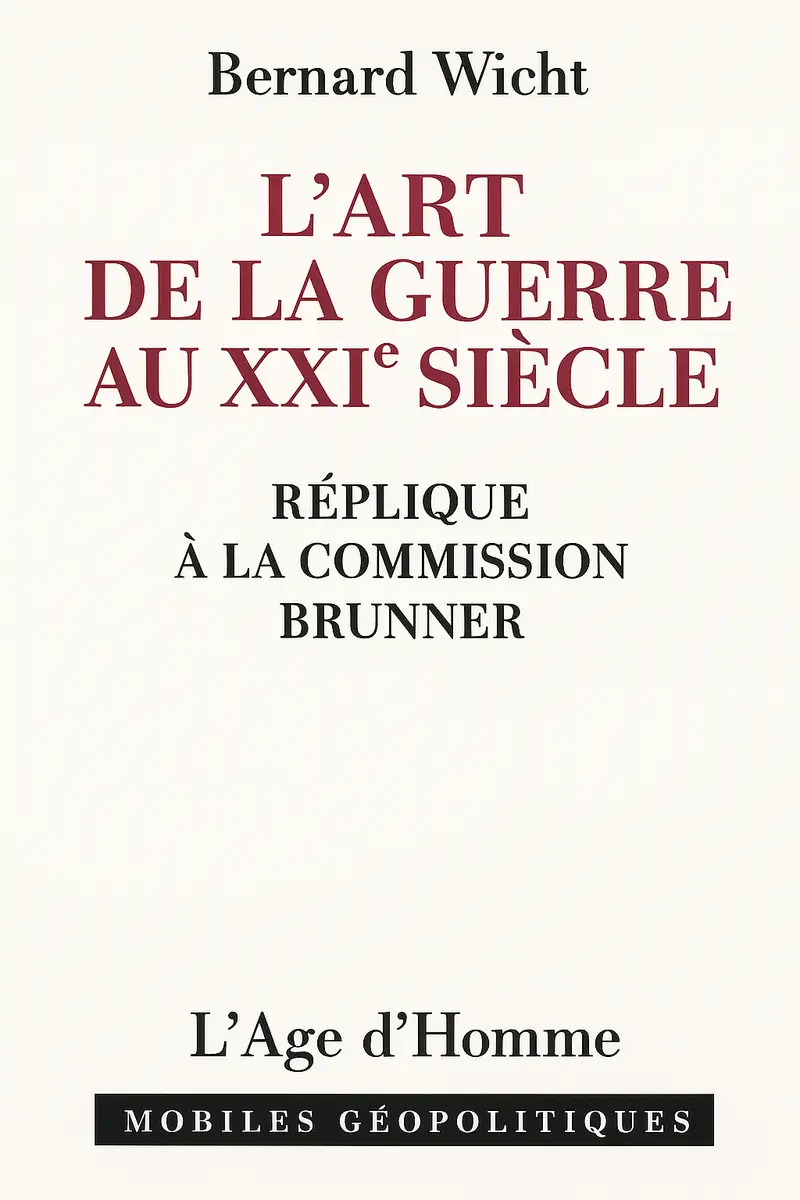 Bernard Wicht
L’ART
DE LA GUERRE
AU XXIe SIÈCLE
RÉPLIQUE
À LA COMMISSION
BRUNNER
L’Age d’Homme
MOBILES GÉOPOLITIQUES